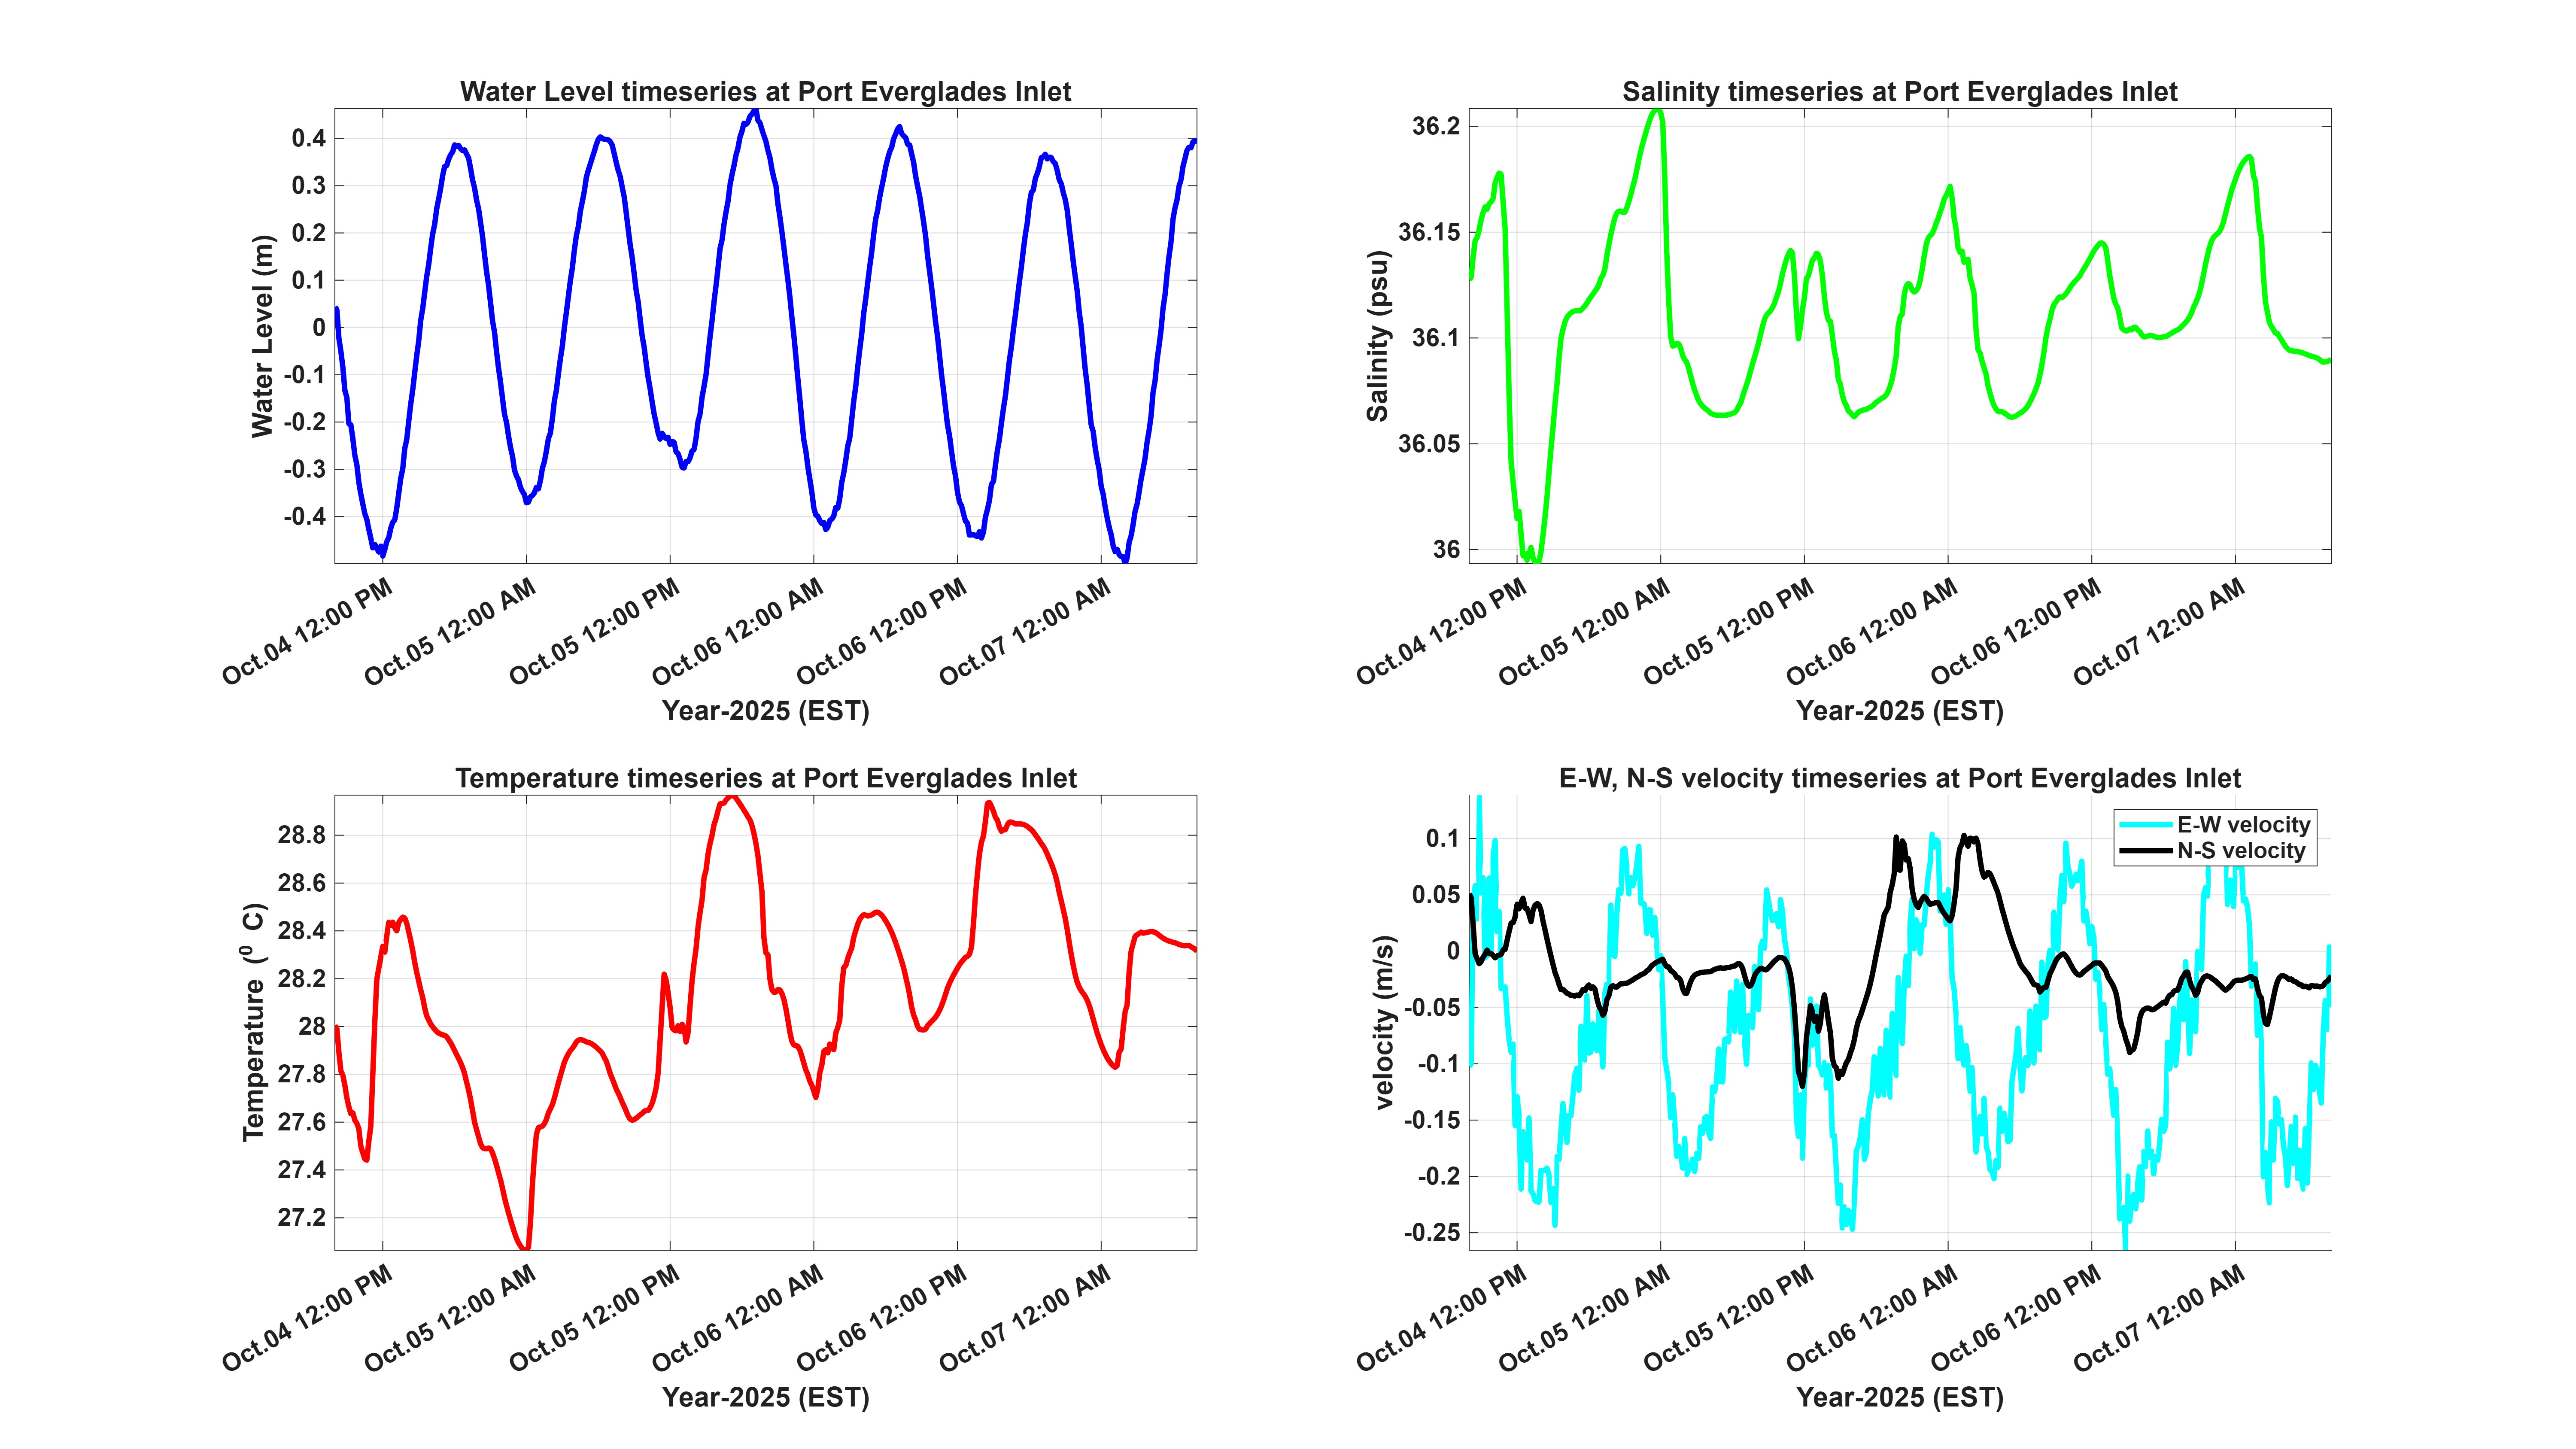 Water Level timeseries at Port Everglades Inlet
Water Level (m)
0.4
0.3
0.2
0.1
0
-0.1
-0.2
-0.3
-0.4
Oct.04 12:00 PM
Oct.05 12:00 AM
Oct.05 12:00 PM
Oct.06 12:00 AM
Oct.06 12:00 PM
Oct.07 12:00 AM
Year-2025 (EST)
Salinity timeseries at Port Everglades Inlet
Salinity (psu)
36.2
36.15
36.1
36.05
36
Oct.04 12:00 PM
Oct.05 12:00 AM
Oct.05 12:00 PM
Oct.06 12:00 AM
Oct.06 12:00 PM
Oct.07 12:00 AM
Year-2025 (EST)
Temperature timeseries at Port Everglades Inlet
Temperature (⁰ C)
28.8
28.6
28.4
28.2
28
27.8
27.6
27.4
27.2
Oct.04 12:00 PM
Oct.05 12:00 AM
Oct.05 12:00 PM
Oct.06 12:00 AM
Oct.06 12:00 PM
Oct.07 12:00 AM
Year-2025 (EST)
E-W, N-S velocity timeseries at Port Everglades Inlet
E-W velocity
N-S velocity
velocity (m/s)
0.1
0.05
0
-0.05
-0.1
-0.15
-0.2
-0.25
Oct.04 12:00 PM
Oct.05 12:00 AM
Oct.05 12:00 PM
Oct.06 12:00 AM
Oct.06 12:00 PM
Oct.07 12:00 AM
Year-2025 (EST)